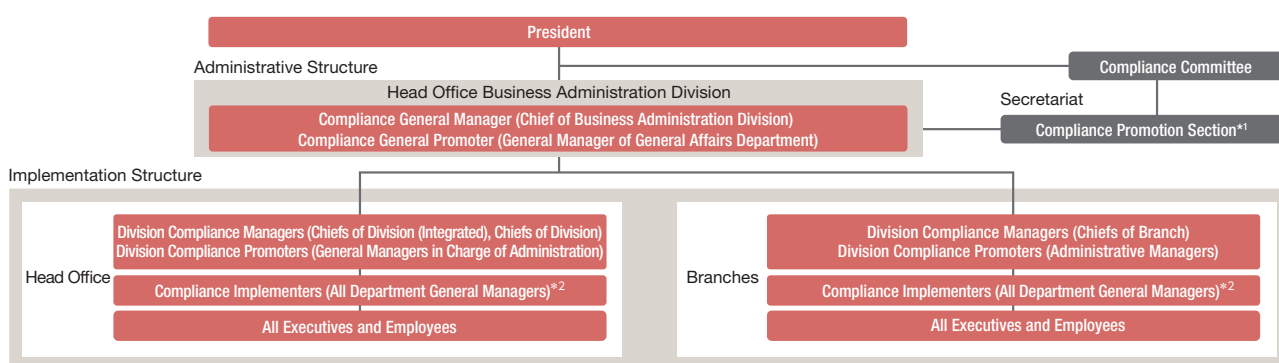 President
Administrative Structure
Compliance Committee
Head Office Business Administration Division
Secretariat
Compliance General Manager (Chief of Business Administration Division)
Compliance General Promoter (General Manager of General Affairs Department)
Compliance Promotion Section*1
Implementation Structure
Head Office
Division Compliance Managers (Chiefs of Division (Integrated), Chiefs of Division)
Division Compliance Promoters (General Managers in Charge of Administration)
Compliance Implementers (All Department General Managers)*2
All Executives and Employees
Branches
Division Compliance Managers (Chiefs of Branch)
Division Compliance Promoters (Administrative Managers)
Compliance Implementers (All Department General Managers)*2
All Executives and Employees